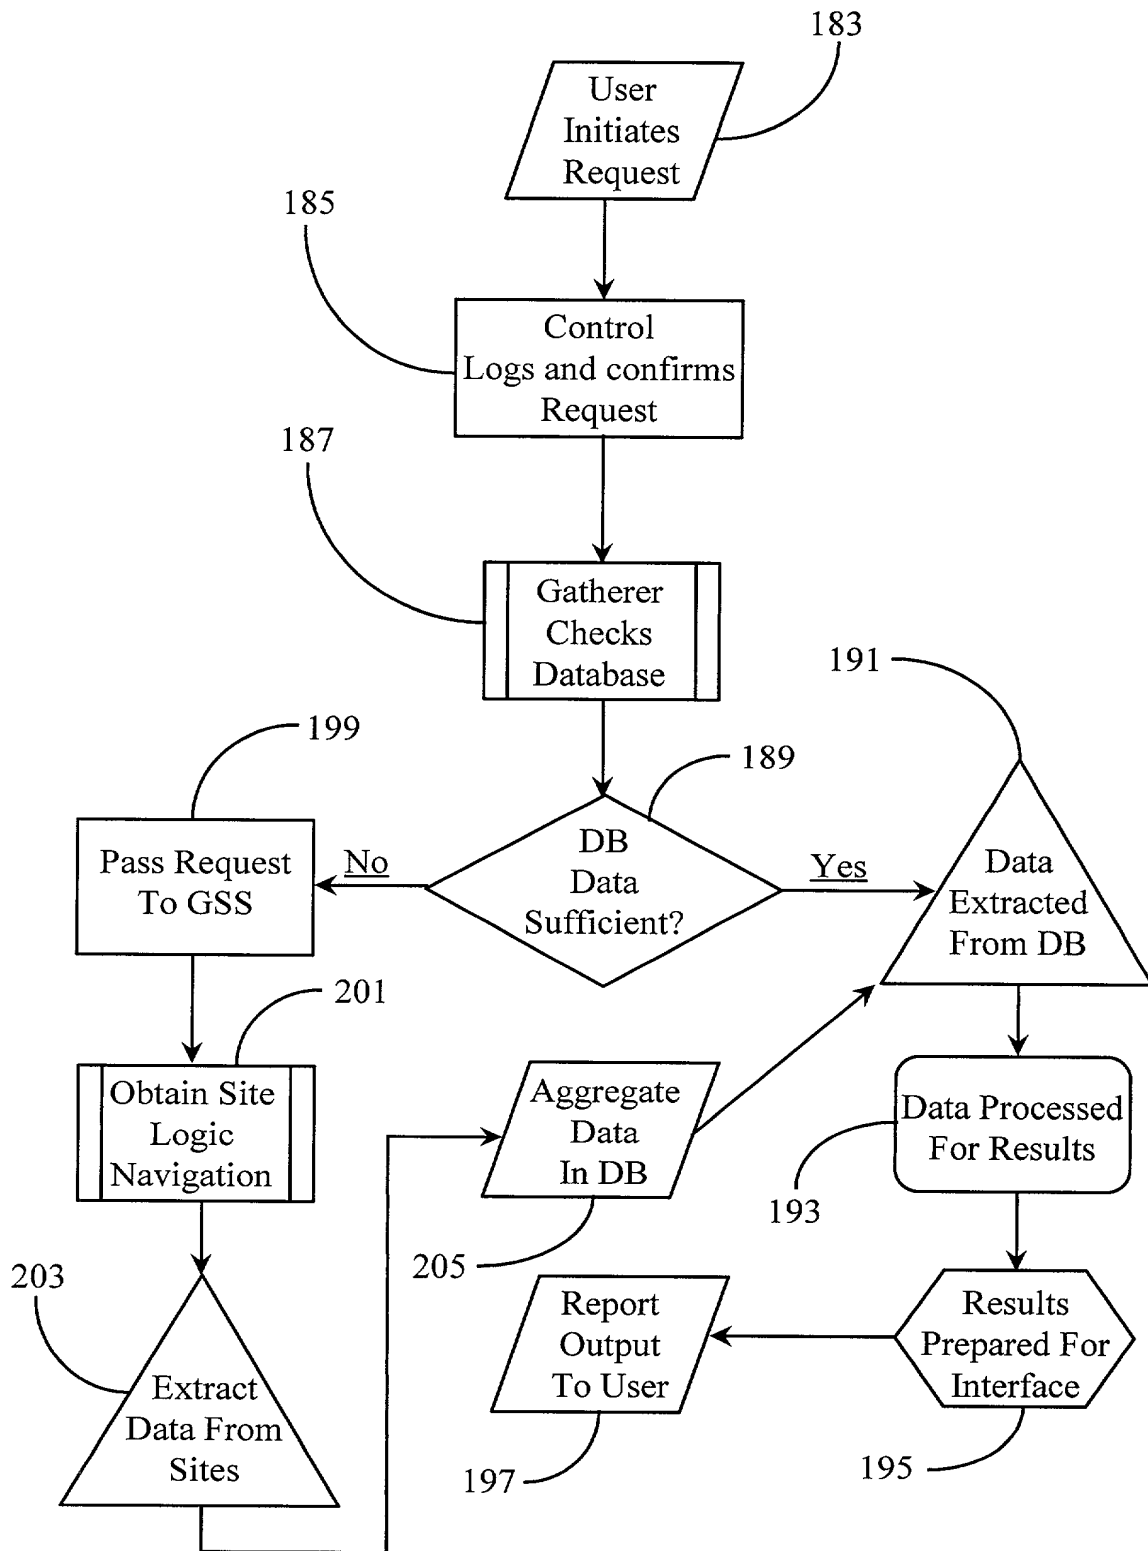 183
User
Initiates
Request
185
Control
Logs and confirms
Request
187
Gatherer
Checks
Database
191
199
189
Pass Request
To GSS
No
DB
Data
Sufficient?
Yes
Data
Extracted
From DB
201
Obtain Site
Logic
Navigation
Aggregate
Data
In DB
205
Data Processed
For Results
193
203
Extract
Data From
Sites
Report
Output
To User
197
Results
Prepared For
Interface
195